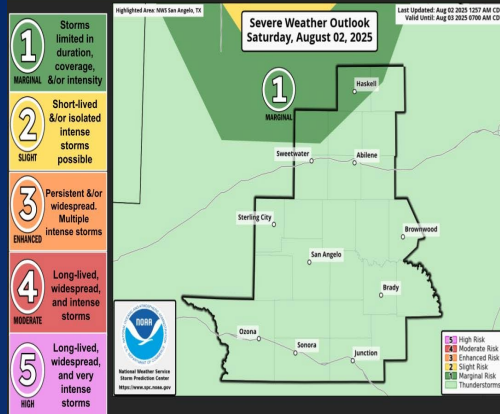 1
MARGINAL
Storms
limited in
duration,
coverage,
&/or intensity
2
SLIGHT
Short-lived
&/or isolated
intense
storms
possible
3
ENHANCED
Persistent &/or
widespread.
Multiple
intense storms
4
MODERATE
Long-lived,
widespread,
and intense
storms
5
HIGH
Long-lived,
widespread,
and very
intense
storms
Highlighted Area: NWS San Angelo, TX
Severe Weather Outlook
Saturday, August 02, 2025
Last Updated: Aug 02 2025 1257 AM CD
Valid Until: Aug 03 2025 0700 AM CD
1
MARGINAL
Haskell
Sweetwater
Abilene
Sterling City
Brownwood
San Angelo
Brady
Ozona
Sonora
Junction
NOAA
National Weather Service
Storm Prediction Center
https://www.spc.noaa.gov
5 High Risk
4 Moderate Risk
3 Enhanced Risk
2 Slight Risk
1 Marginal Risk
Thunderstorms